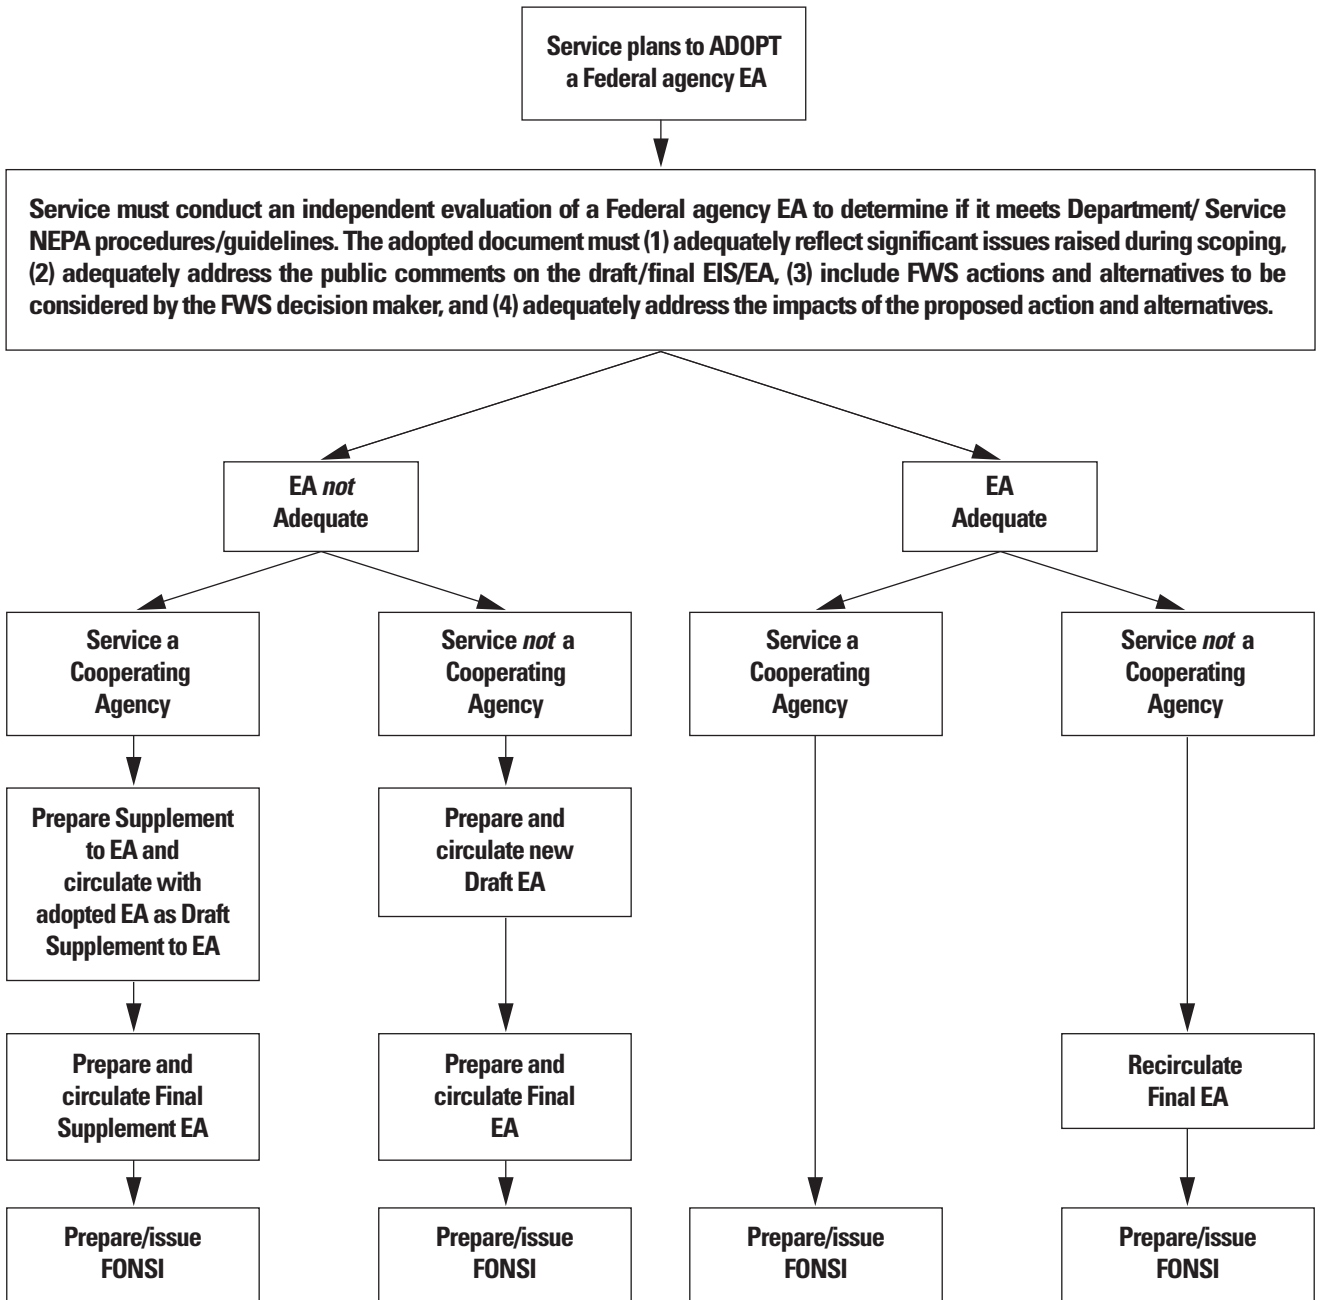 Service plans to ADOPT
a Federal agency EA
Service must conduct an independent evaluation of a Federal agency EA to determine if it meets Department/ Service
NEPA procedures/guidelines. The adopted document must (1) adequately reflect significant issues raised during scoping,
(2) adequately address the public comments on the draft/final EIS/EA, (3) include FWS actions and alternatives to be
considered by the FWS decision maker, and (4) adequately address the impacts of the proposed action and alternatives.
EA not
Adequate
EA
Adequate
Service a
Cooperating
Agency
Service not a
Cooperating
Agency
Service a
Cooperating
Agency
Service not a
Cooperating
Agency
Prepare Supplement
to EA and
circulate with
adopted EA as Draft
Supplement to EA
Prepare and
circulate new
Draft EA
Prepare and
circulate Final
Supplement EA
Prepare and
circulate Final
EA
Recirculate
Final EA
Prepare/issue
FONSI
Prepare/issue
FONSI
Prepare/issue
FONSI
Prepare/issue
FONSI